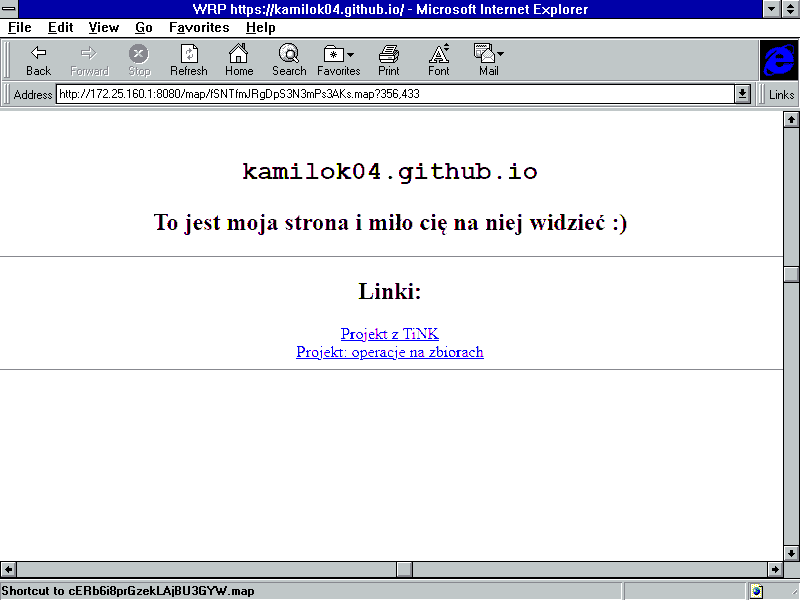 WRP https://kamilok04.github.io/ - Microsoft Internet Explorer
File Edit View Go Favorites Help
Back Forward Stop Refresh Home Search Favorites Print Font Mail
Address http://172.25.160.1:8080/map/fSNTfmJRgDpS3N3mPs3AKs.map?356,433 Links
kamilok04.github.io
To jest moja strona i miło cię na niej widzieć :)
Linki:
Projekt z TiNK
Projekt: operacje na zbiorach
Shortcut to cERb6i8prGzekLAjBU3GYW.map